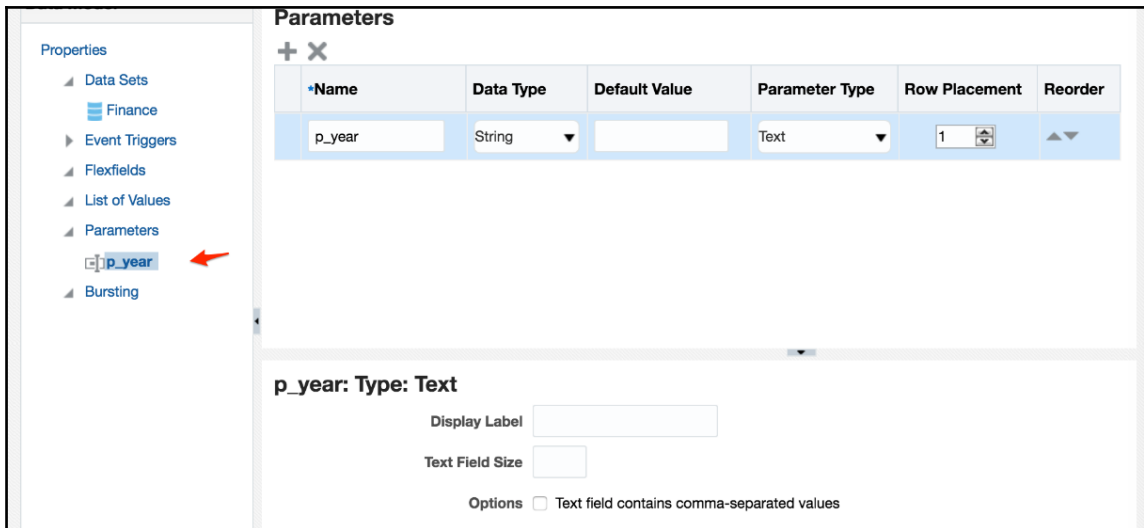 Parameters
Properties
Data Sets
Finance
Event Triggers
Flexfields
List of Values
Parameters
p_year
Bursting
*Name Data Type Default Value Parameter Type Row Placement Reorder
p_year String Text 1
p_year: Type: Text
Display Label
Text Field Size
Options Text field contains comma-separated values